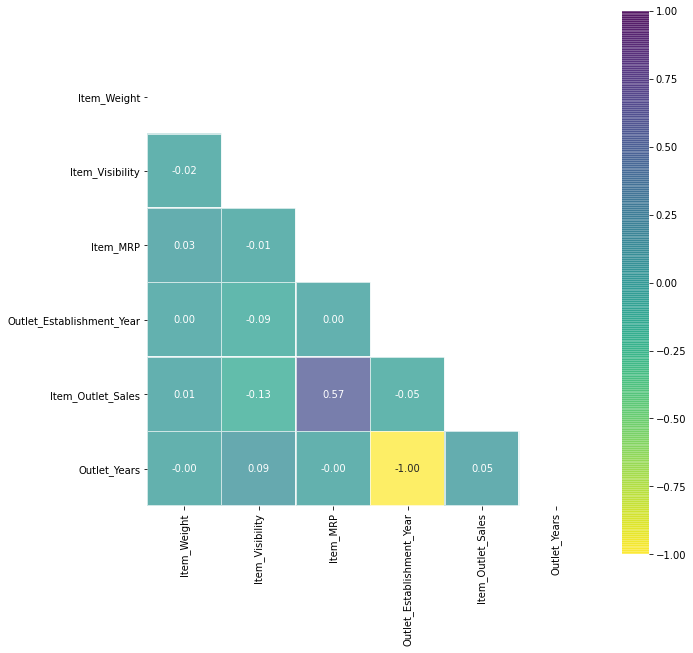 Item_Weight
Item_Visibility -0.02
Item_MRP 0.03 -0.01
Outlet_Establishment_Year 0.00 -0.09 0.00
Item_Outlet_Sales 0.01 -0.13 0.57 -0.05
Outlet_Years -0.00 0.09 -0.00 -1.00 0.05
Item_Weight
Item_Visibility
Item_MRP
Outlet_Establishment_Year
Item_Outlet_Sales
Outlet_Years
1.00
0.75
0.50
0.25
0.00
−0.25
−0.50
−0.75
−1.00